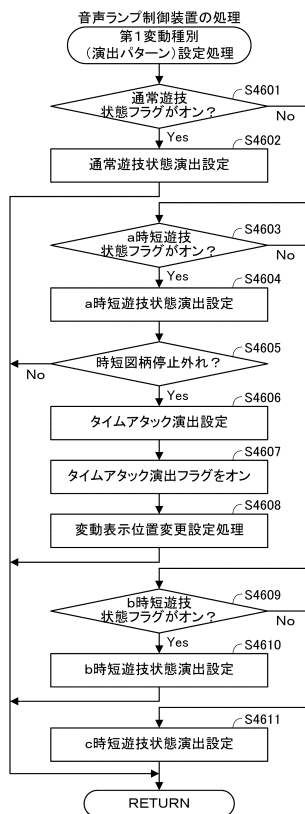 音声ランプ制御装置の処理
第1変動種別
(演出パターン)設定処理
S4601
通常遊技
状態フラグがオン?
No
Yes
S4602
通常遊技状態演出設定
S4603
a時短遊技
状態フラグがオン?
No
Yes
S4604
a時短遊技状態演出設定
S4605
時短図柄停止外れ?
No
Yes
S4606
タイムアタック演出設定
S4607
タイムアタック演出フラグをオン
S4608
変動表示位置変更設定処理
S4609
b時短遊技
状態フラグがオン?
No
Yes
S4610
b時短遊技状態演出設定
S4611
c時短遊技状態演出設定
RETURN